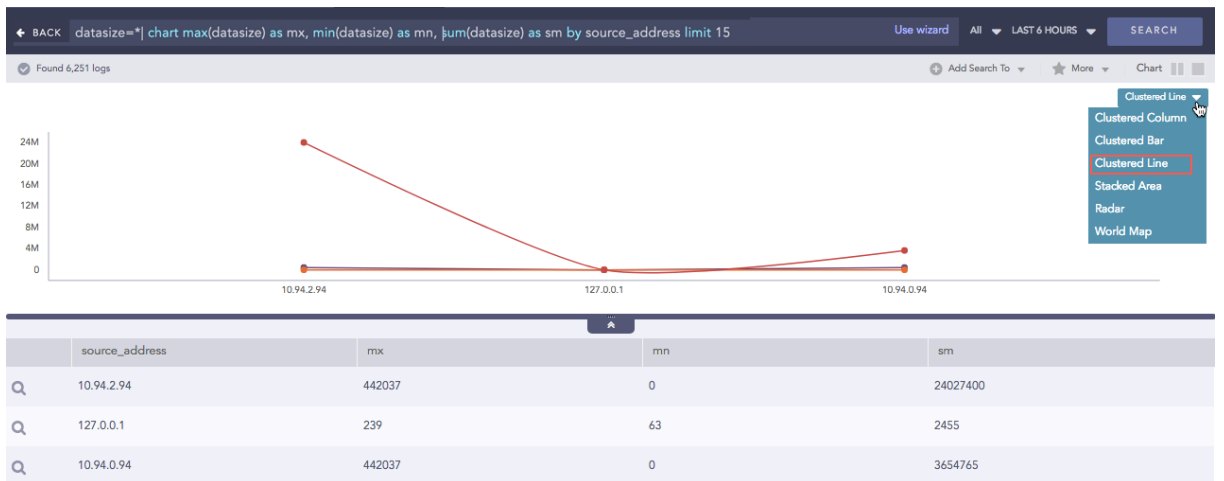 BACK datasize=*| chart max(datasize) as mx, min(datasize) as mn, sum(datasize) as sm by source_address limit 15 Use wizard All LAST 6 HOURS SEARCH
Found 6,251 logs Add Search To More Chart
Clustered Line
Clustered Column
Clustered Bar
Clustered Line
Stacked Area
Radar
World Map
24M
20M
16M
12M
8M
4M
0
10.94.2.94 127.0.0.1 10.94.0.94
source_address mx mn sm
10.94.2.94 442037 0 24027400
127.0.0.1 239 63 2455
10.94.0.94 442037 0 3654765